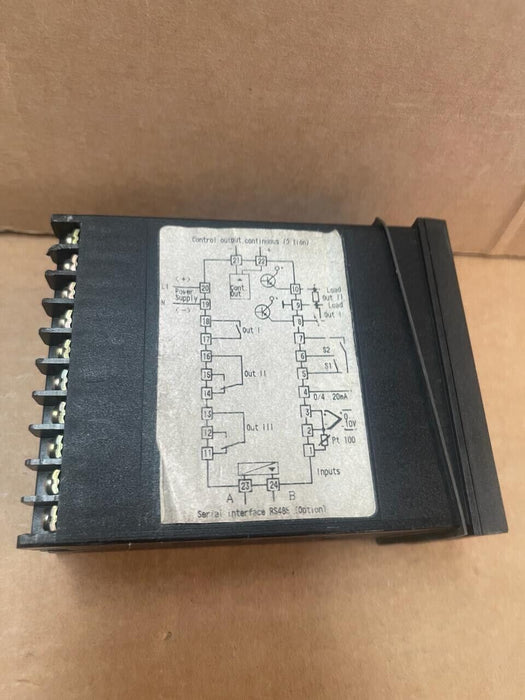 Control output continuous
21 22 +
(+)
L1 20 Cont. Out 10 Load
Power Supply Out II
N 19 9 Load
(-) 8 Out I
18 Out I
17 7
16 6 S2
15 Out II 5 S1
14 4 0/4 20mA
13 3 0
12 Out III 2 10V
11 1 Pt 100
Inputs
A 23 24 B
Serial interface RS485 (Option)